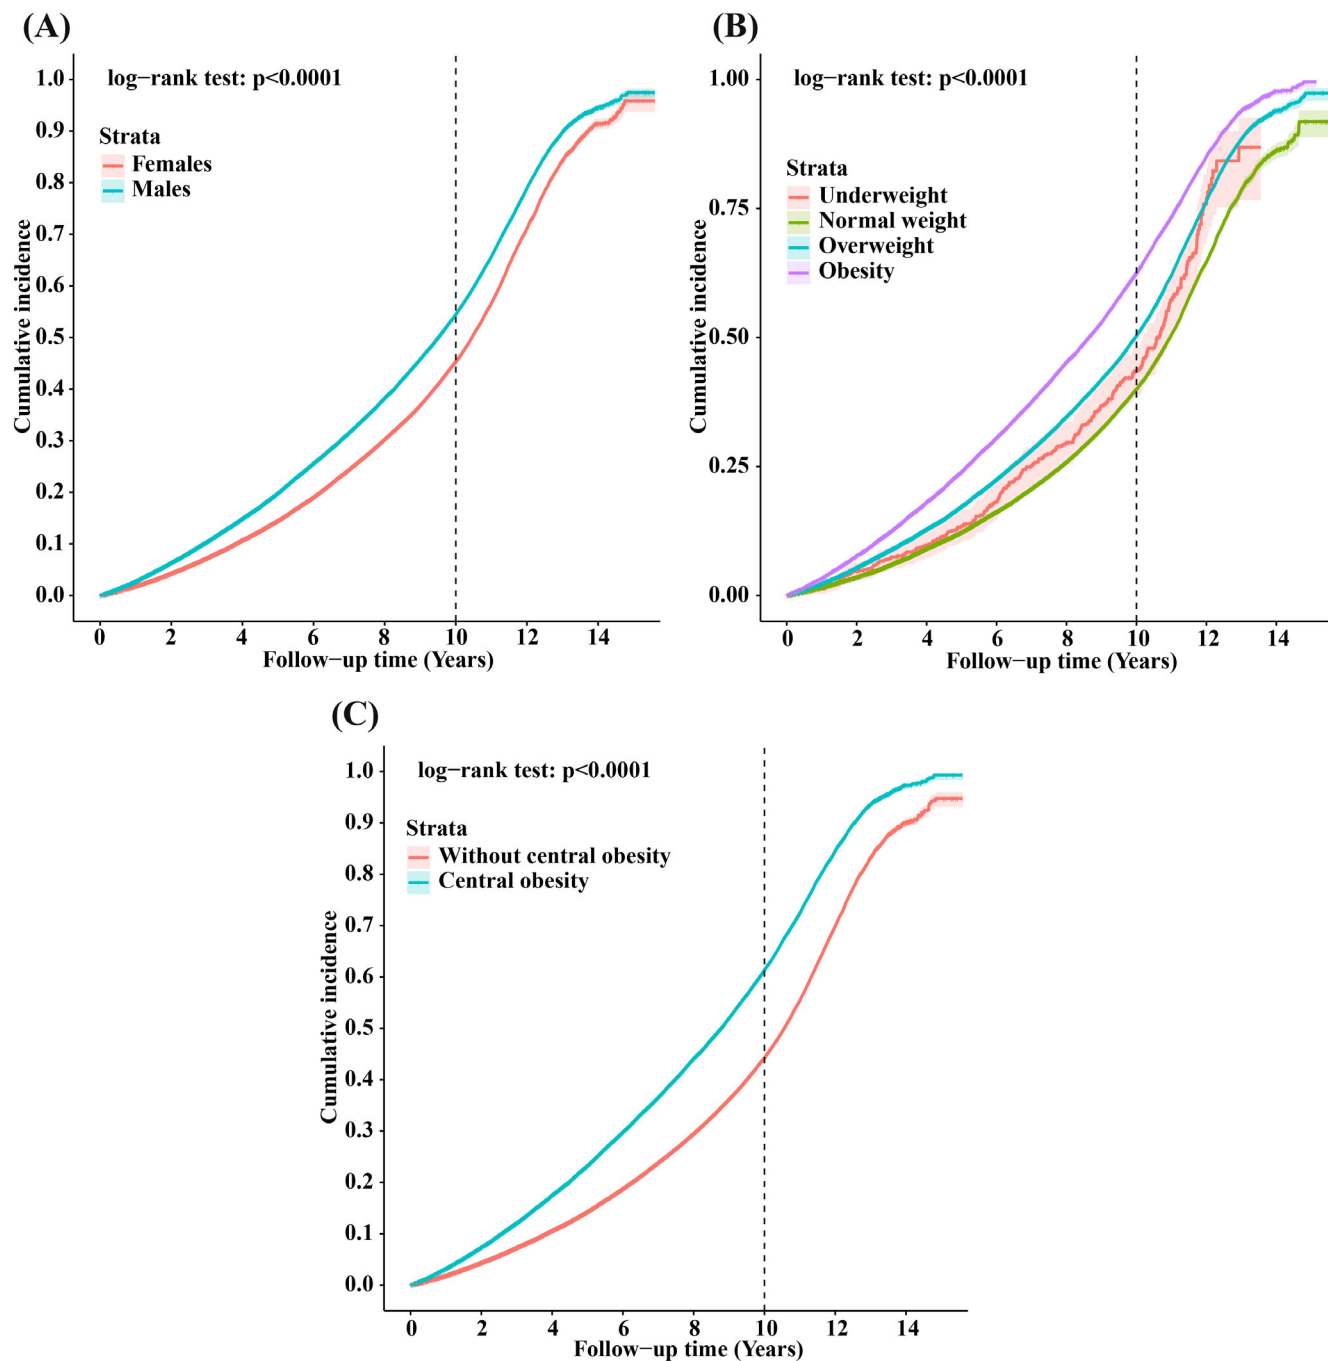 (A)
log−rank test: p<0.0001
Strata
Females
Males
Cumulative incidence
1.0
0.9
0.8
0.7
0.6
0.5
0.4
0.3
0.2
0.1
0.0
0 2 4 6 8 10 12 14
Follow−up time (Years)
(B)
log−rank test: p<0.0001
Strata
Underweight
Normal weight
Overweight
Obesity
Cumulative incidence
1.00
0.75
0.50
0.25
0.00
0 2 4 6 8 10 12 14
Follow−up time (Years)
(C)
log−rank test: p<0.0001
Strata
Without central obesity
Central obesity
Cumulative incidence
1.0
0.9
0.8
0.7
0.6
0.5
0.4
0.3
0.2
0.1
0.0
0 2 4 6 8 10 12 14
Follow−up time (Years)